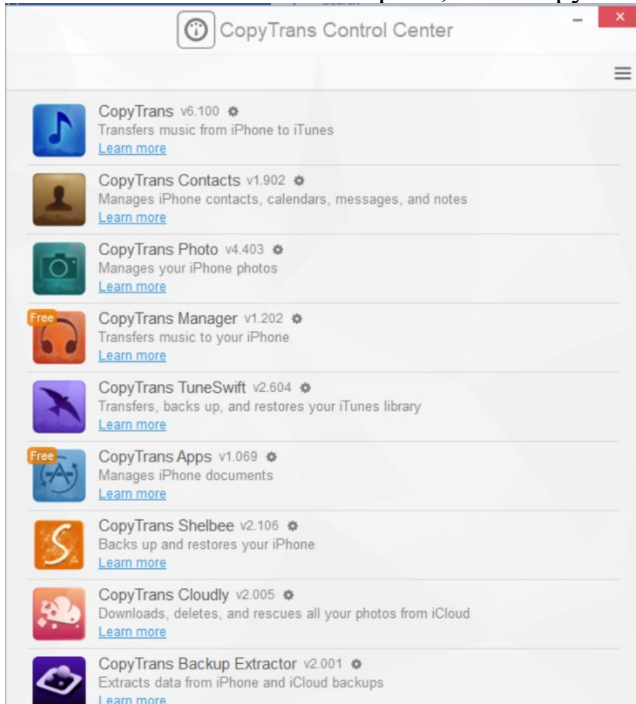 CopyTrans Control Center
CopyTrans v6.100
Transfers music from iPhone to iTunes
Learn more
CopyTrans Contacts v1.902
Manages iPhone contacts, calendars, messages, and notes
Learn more
CopyTrans Photo v4.403
Manages your iPhone photos
Learn more
Free
CopyTrans Manager v1.202
Transfers music to your iPhone
Learn more
CopyTrans TuneSwift v2.604
Transfers, backs up, and restores your iTunes library
Learn more
Free
CopyTrans Apps v1.069
Manages iPhone documents
Learn more
CopyTrans Shelbee v2.106
Backs up and restores your iPhone
Learn more
CopyTrans Cloudly v2.005
Downloads, deletes, and rescues all your photos from iCloud
Learn more
CopyTrans Backup Extractor v2.001
Extracts data from iPhone and iCloud backups
Learn more